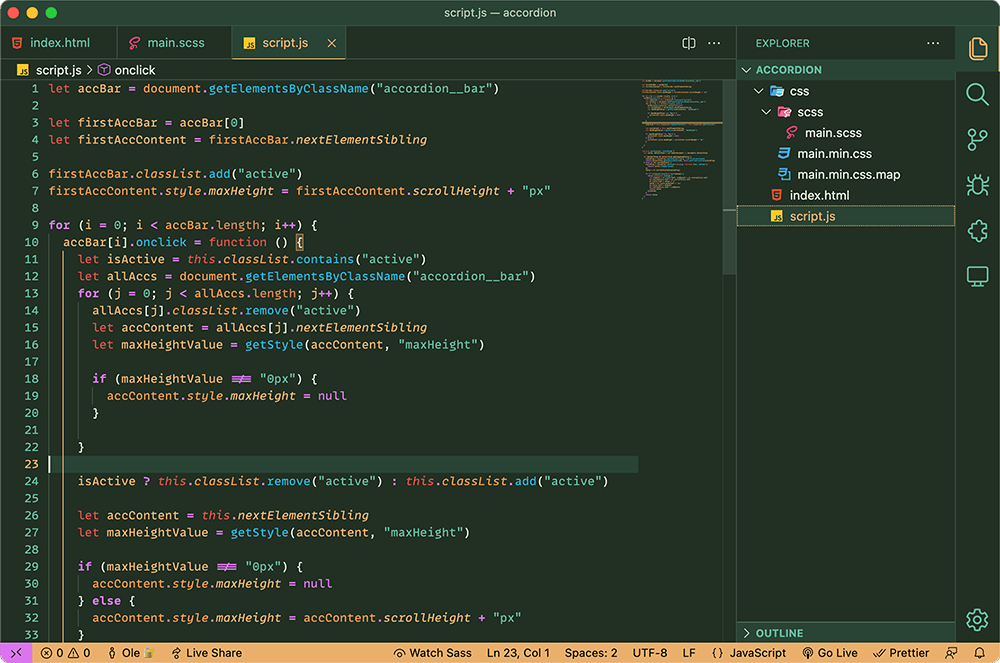 script.js — accordion
index.html main.scss script.js
EXPLORER
script.js > onclick
ACCORDION
css
scss
main.scss
main.min.css
main.min.css.map
index.html
script.js
1 let accBar = document.getElementsByClassName("accordion__bar")
2
3 let firstAccBar = accBar[0]
4 let firstAccContent = firstAccBar.nextElementSibling
5
6 firstAccBar.classList.add("active")
7 firstAccContent.style.maxHeight = firstAccContent.scrollHeight + "px"
8
9 for (i = 0; i < accBar.length; i++) {
10 accBar[i].onclick = function () {
11 let isActive = this.classList.contains("active")
12 let allAccs = document.getElementsByClassName("accordion__bar")
13 for (j = 0; j < allAccs.length; j++) {
14 allAccs[j].classList.remove("active")
15 let accContent = allAccs[j].nextElementSibling
16 let maxHeightValue = getStyle(accContent, "maxHeight")
17
18 if (maxHeightValue !== "0px") {
19 accContent.style.maxHeight = null
20 }
21
22 }
23
24 isActive ? this.classList.remove("active") : this.classList.add("active")
25
26 let accContent = this.nextElementSibling
27 let maxHeightValue = getStyle(accContent, "maxHeight")
28
29 if (maxHeightValue !== "0px") {
30 accContent.style.maxHeight = null
31 } else {
32 accContent.style.maxHeight = accContent.scrollHeight + "px"
33 }
OUTLINE
0 0 Ole Live Share Watch Sass Ln 23, Col 1 Spaces: 2 UTF-8 LF {} JavaScript Go Live Prettier